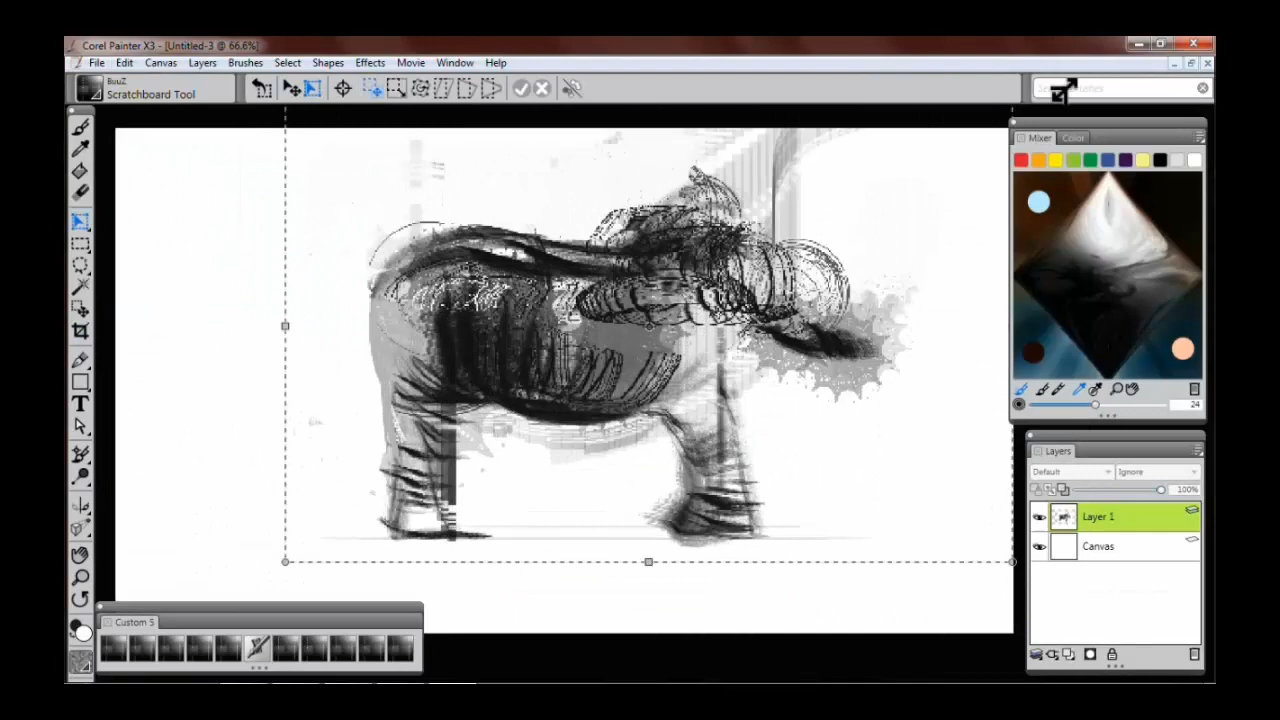 Corel Painter X3 - [Untitled-3 @ 66.6%]
File Edit Canvas Layers Brushes Select Shapes Effects Movie Window Help
BuuZ
Scratchboard Tool
Mixer Color
24
Layers
Default Ignore
100%
Layer 1
Canvas
Custom 5
T